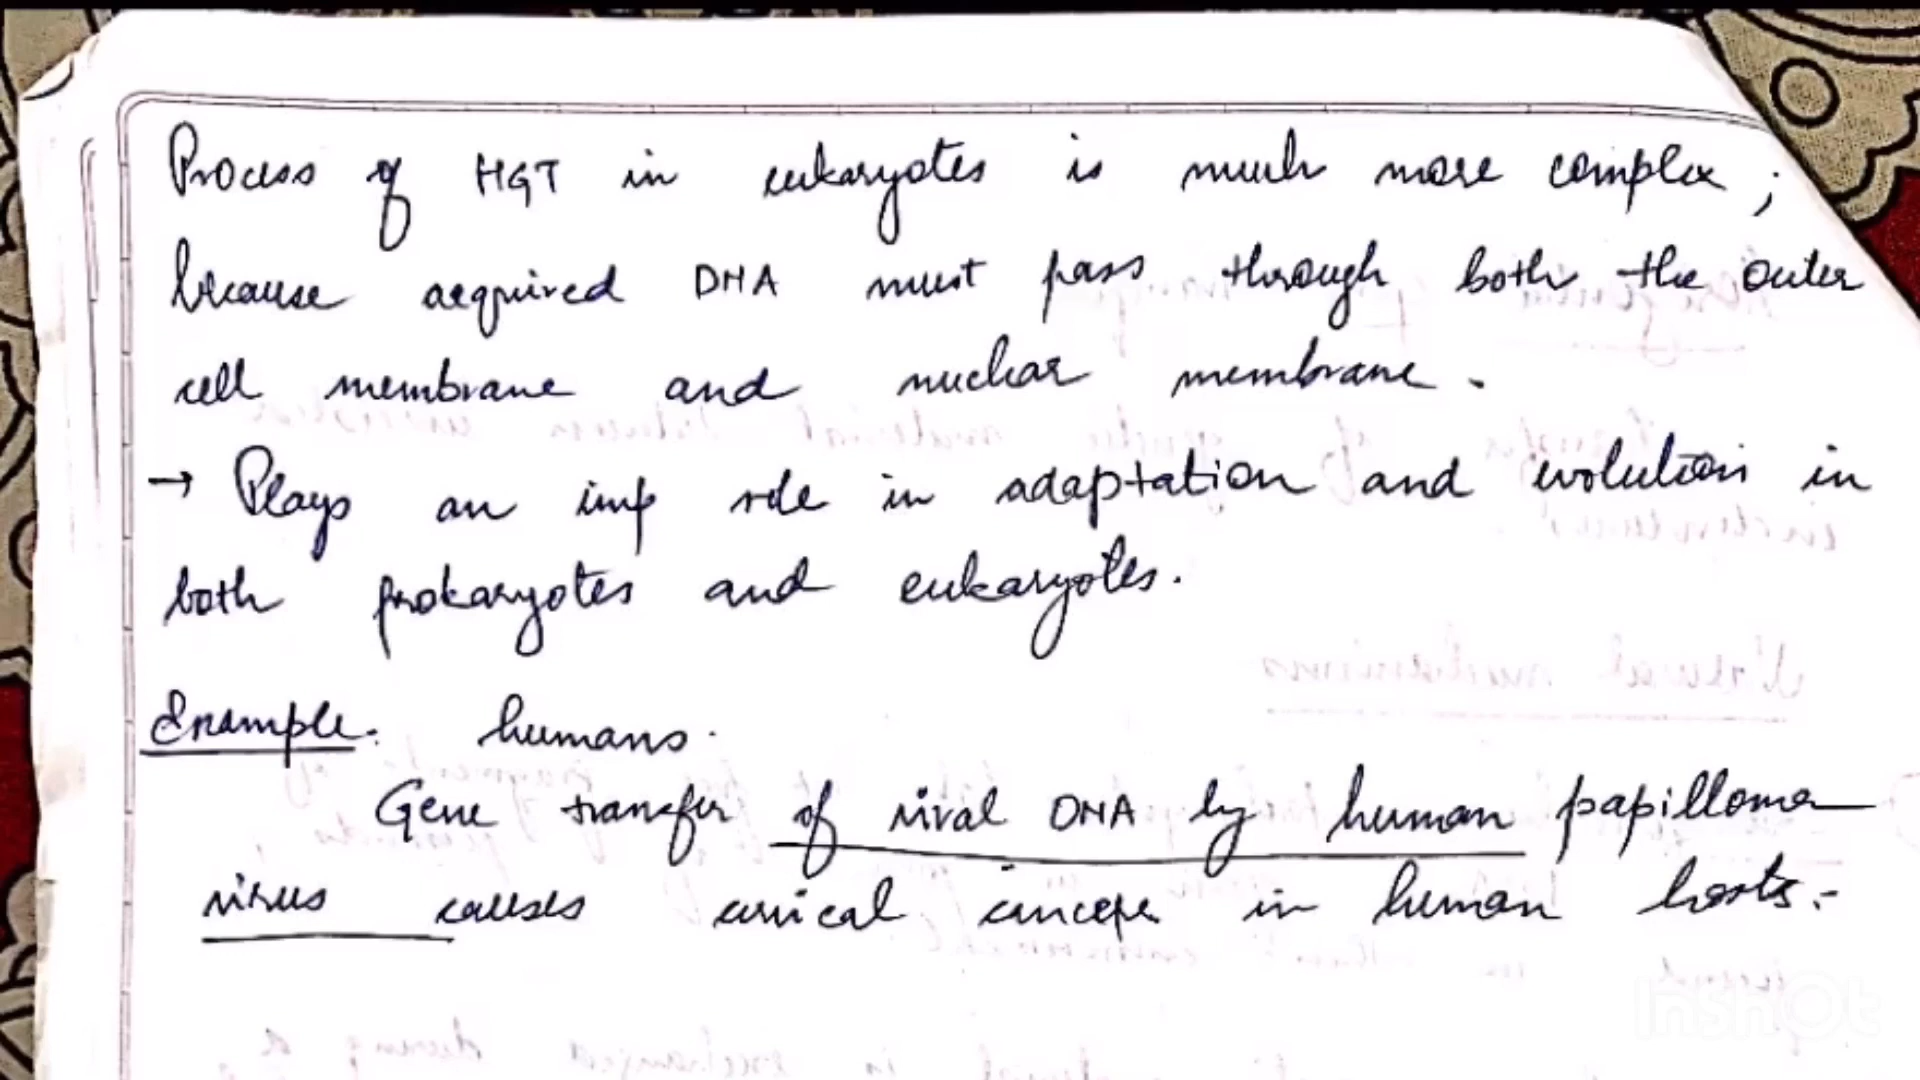 Process of HGT in eukaryotes is much more complex ;
because acquired DNA must pass through both the outer
cell membrane and nuclear membrane .
→ Plays an imp role in adaptation and evolution in
both prokaryotes and eukaryotes.
Example. humans.
Gene transfer of viral DNA by human papilloma
virus causes cervical cancer in human hosts.
InShOt